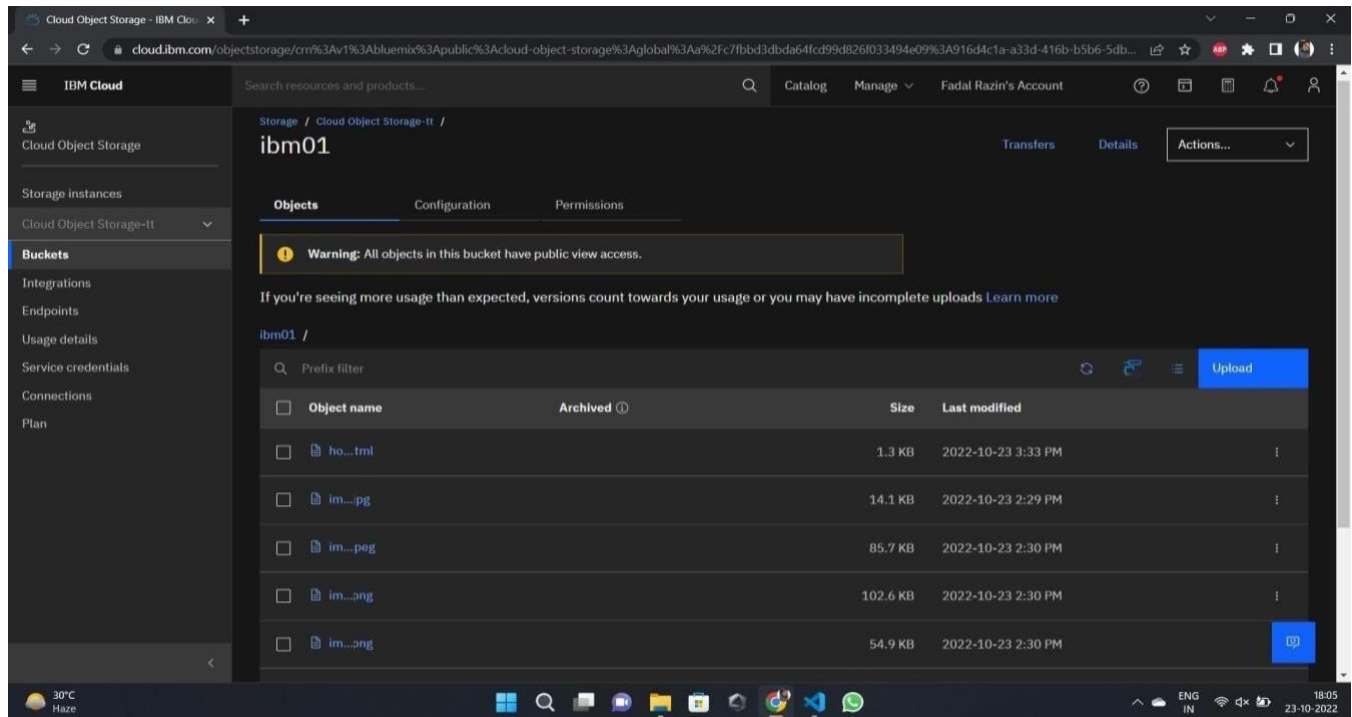 Cloud Object Storage - IBM Clou
cloud.ibm.com/objectstorage/crn%3Av1%3Abluemix%3Apublic%3Acloud-object-storage%3Aglobal%3Aa%2Fc7fbbd3dbda64fcd99d826f033494e09%3A916d4c1a-a33d-416b-b5b6-5db...
ABP
IBM Cloud
Search resources and products...
Catalog
Manage
Fadal Razin's Account
Cloud Object Storage
Storage instances
Cloud Object Storage-tt
Buckets
Integrations
Endpoints
Usage details
Service credentials
Connections
Plan
Storage / Cloud Object Storage-tt /
ibm01
Transfers
Details
Actions...
Objects
Configuration
Permissions
Warning: All objects in this bucket have public view access.
If you're seeing more usage than expected, versions count towards your usage or you may have incomplete uploads Learn more
ibm01 /
Prefix filter
Upload
Object name Archived Size Last modified
ho...tml 1.3 KB 2022-10-23 3:33 PM
im...jpg 14.1 KB 2022-10-23 2:29 PM
im...peg 85.7 KB 2022-10-23 2:30 PM
im...png 102.6 KB 2022-10-23 2:30 PM
im...png 54.9 KB 2022-10-23 2:30 PM
30°C
Haze
ENG
IN
18:05
23-10-2022